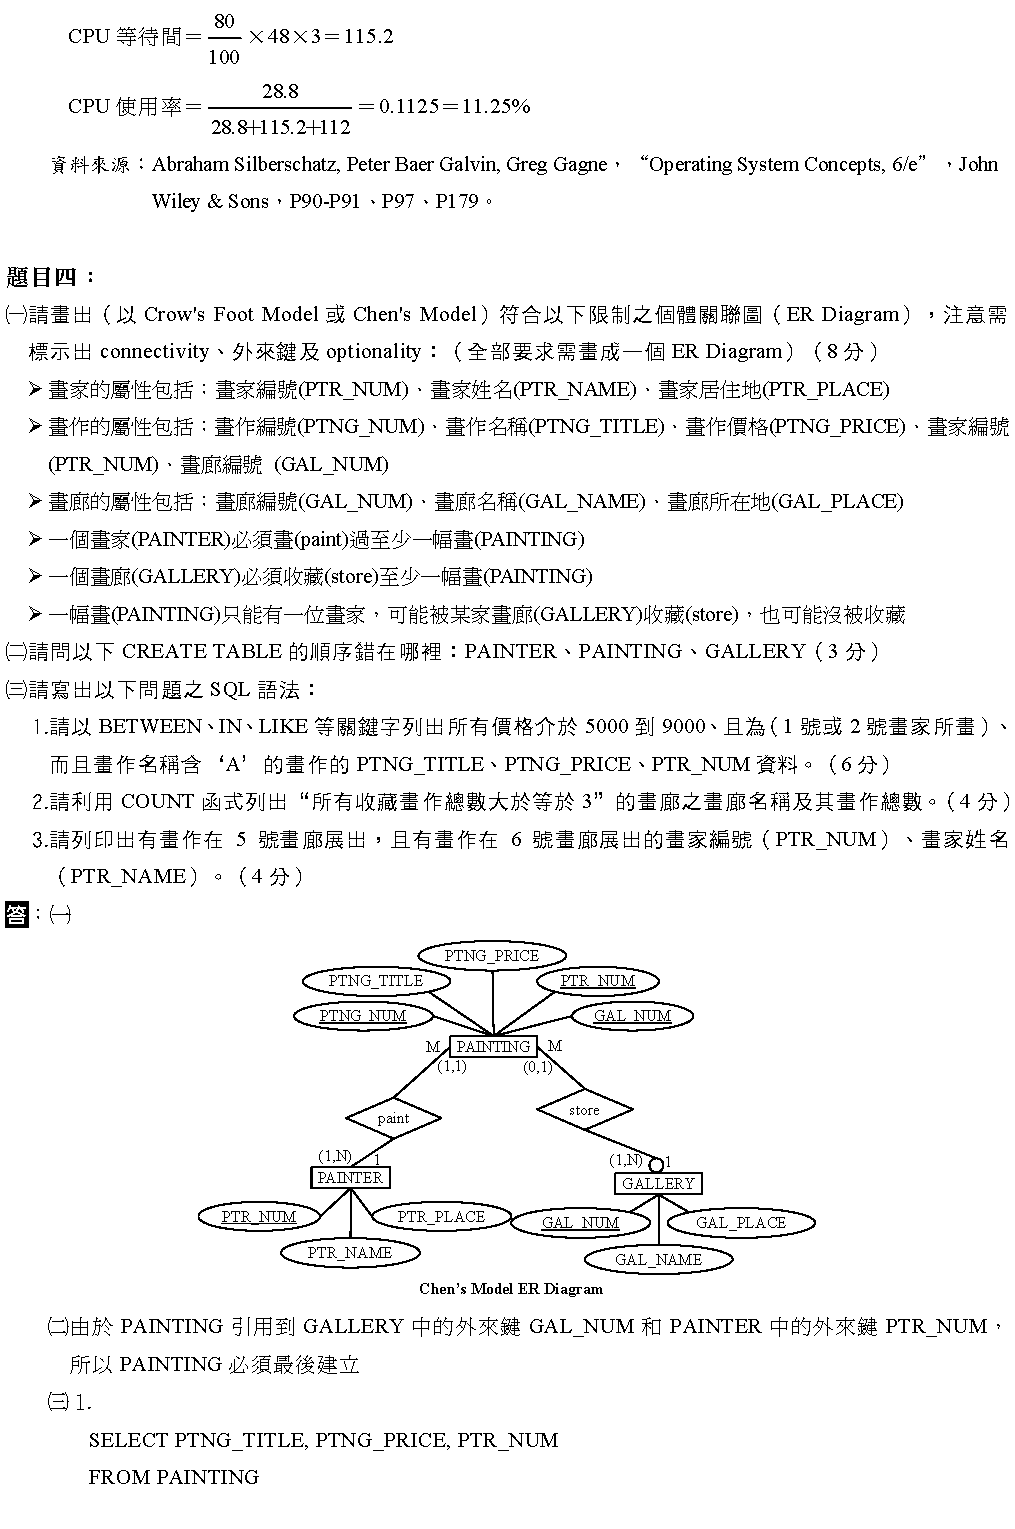 CPU 等待間＝80/100×48×3＝115.2
CPU 使用率＝28.8/28.8+115.2+112＝0.1125＝11.25%
資料來源：Abraham Silberschatz, Peter Baer Galvin, Greg Gagne，“Operating System Concepts, 6/e”，John
Wiley & Sons，P90-P91、P97、P179。
題目四：
㈠請畫出（以 Crow's Foot Model 或 Chen's Model）符合以下限制之個體關聯圖（ER Diagram），注意需
標示出 connectivity、外來鍵及 optionality：（全部要求需畫成一個 ER Diagram）（8 分）
➢ 畫家的屬性包括：畫家編號(PTR_NUM)、畫家姓名(PTR_NAME)、畫家居住地(PTR_PLACE)
➢ 畫作的屬性包括：畫作編號(PTNG_NUM)、畫作名稱(PTNG_TITLE)、畫作價格(PTNG_PRICE)、畫家編號
(PTR_NUM)、畫廊編號 (GAL_NUM)
➢ 畫廊的屬性包括：畫廊編號(GAL_NUM)、畫廊名稱(GAL_NAME)、畫廊所在地(GAL_PLACE)
➢ 一個畫家(PAINTER)必須畫(paint)過至少一幅畫(PAINTING)
➢ 一個畫廊(GALLERY)必須收藏(store)至少一幅畫(PAINTING)
➢ 一幅畫(PAINTING)只能有一位畫家，可能被某家畫廊(GALLERY)收藏(store)，也可能沒被收藏
㈡請問以下 CREATE TABLE 的順序錯在哪裡：PAINTER、PAINTING、GALLERY（3 分）
㈢請寫出以下問題之 SQL 語法：
1.請以 BETWEEN、IN、LIKE 等關鍵字列出所有價格介於 5000 到 9000、且為（1 號或 2 號畫家所畫）、
而且畫作名稱含‘A’的畫作的 PTNG_TITLE、PTNG_PRICE、PTR_NUM 資料。（6 分）
2.請利用 COUNT 函式列出“所有收藏畫作總數大於等於 3”的畫廊之畫廊名稱及其畫作總數。（4 分）
3.請列印出有畫作在 5 號畫廊展出，且有畫作在 6 號畫廊展出的畫家編號（PTR_NUM）、畫家姓名
（PTR_NAME）。（4 分）
答：㈠
PTNG_PRICE
PTNG_TITLE PTR_NUM
PTNG_NUM GAL_NUM
M PAINTING M
(1,1) (0,1)
paint store
(1,N) 1 (1,N) 1
PAINTER GALLERY
PTR_NUM PTR_PLACE GAL_NUM GAL_PLACE
PTR_NAME GAL_NAME
Chen’s Model ER Diagram
㈡由於 PAINTING 引用到 GALLERY 中的外來鍵 GAL_NUM 和 PAINTER 中的外來鍵 PTR_NUM，
所以 PAINTING 必須最後建立
㈢ 1.
SELECT PTNG_TITLE, PTNG_PRICE, PTR_NUM
FROM PAINTING